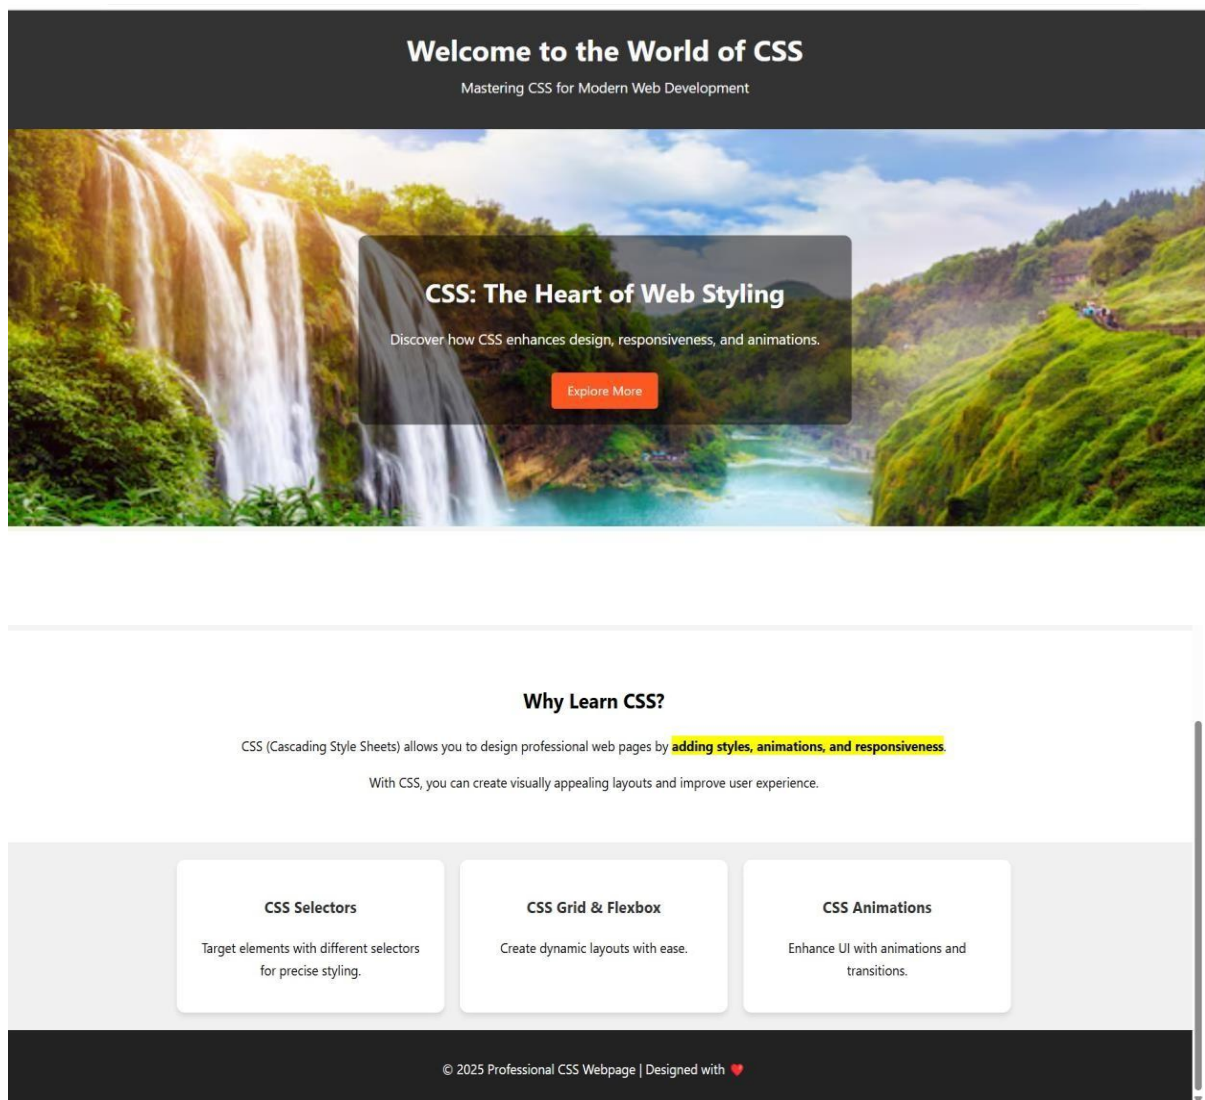 Welcome to the World of CSS
Mastering CSS for Modern Web Development
CSS: The Heart of Web Styling
Discover how CSS enhances design, responsiveness, and animations.
Explore More
Why Learn CSS?
CSS (Cascading Style Sheets) allows you to design professional web pages by adding styles, animations, and responsiveness.
With CSS, you can create visually appealing layouts and improve user experience.
CSS Selectors
Target elements with different selectors
for precise styling.
CSS Grid & Flexbox
Create dynamic layouts with ease.
CSS Animations
Enhance UI with animations and
transitions.
© 2025 Professional CSS Webpage | Designed with ❤️